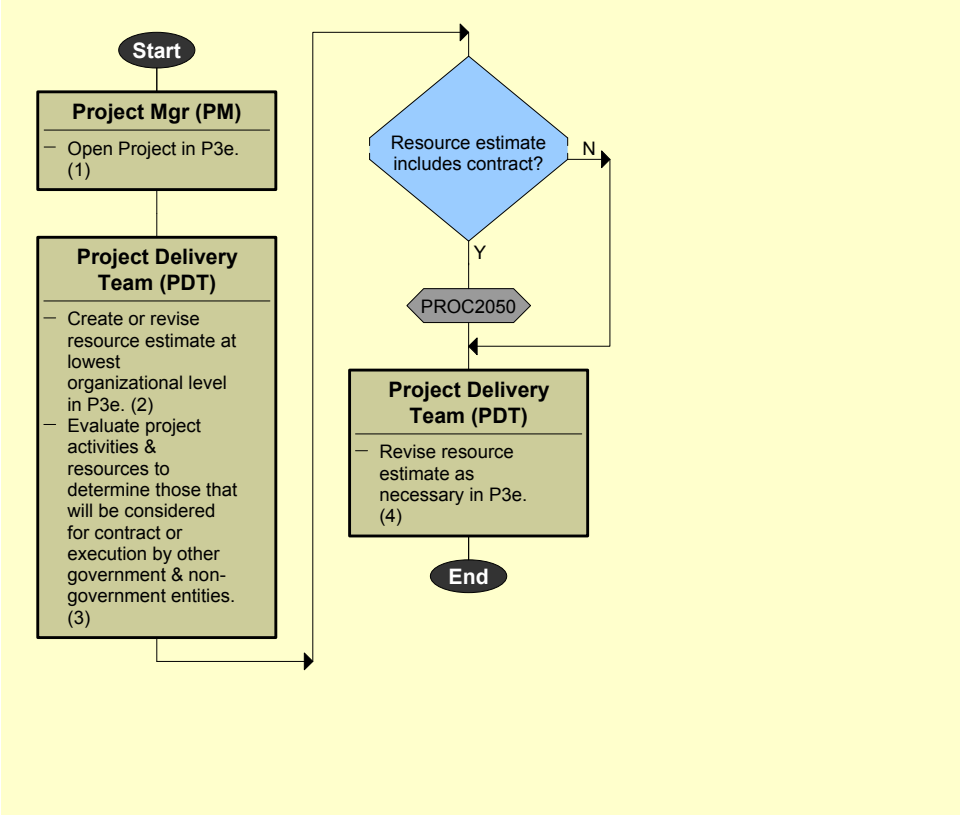 Start
Project Mgr (PM)
– Open Project in P3e.
(1)
Project Delivery
Team (PDT)
– Create or revise
resource estimate at
lowest
organizational level
in P3e. (2)
– Evaluate project
activities &
resources to
determine those that
will be considered
for contract or
execution by other
government & non-
government entities.
(3)
Resource estimate
includes contract?
N
Y
PROC2050
Project Delivery
Team (PDT)
– Revise resource
estimate as
necessary in P3e.
(4)
End